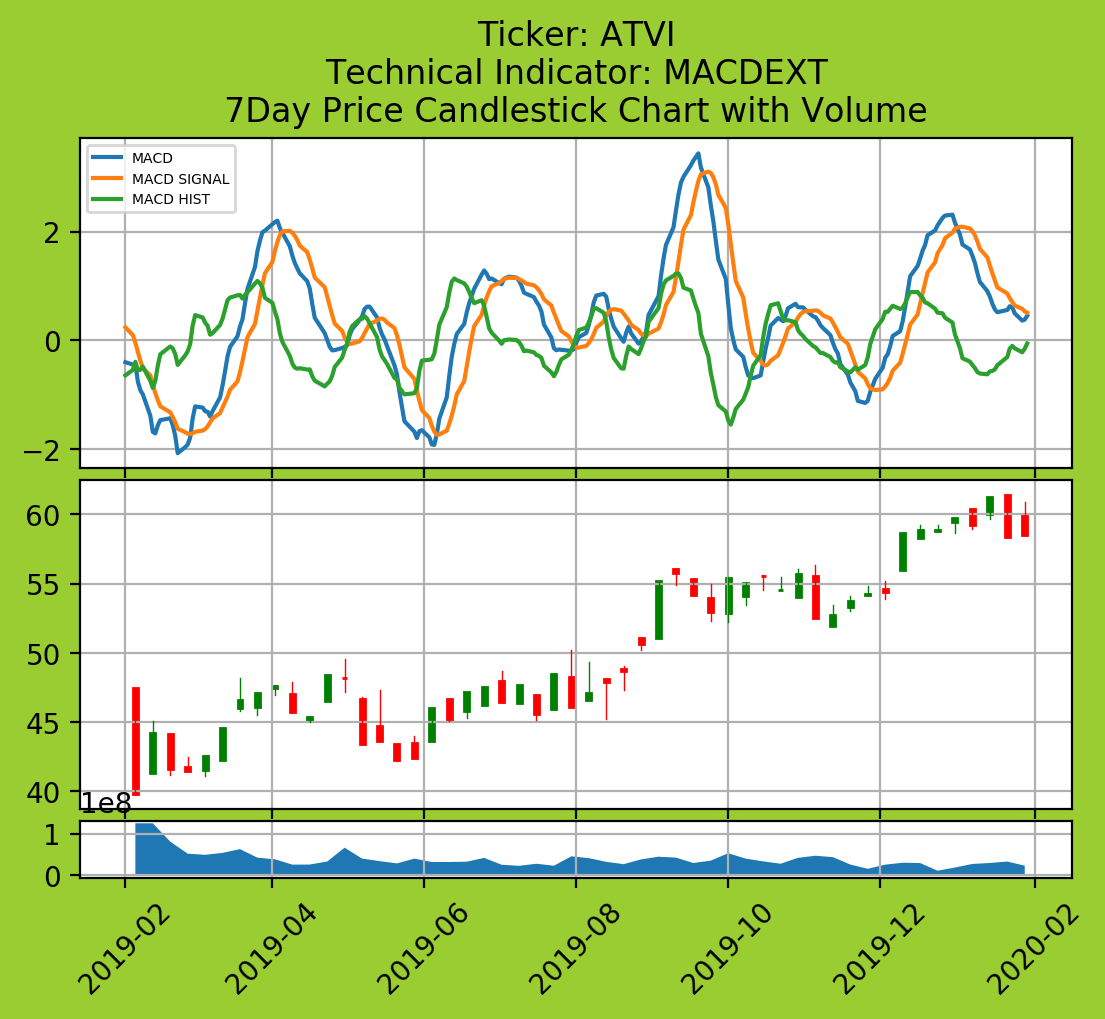 Ticker: ATVI
Technical Indicator: MACDEXT
7Day Price Candlestick Chart with Volume
MACD
MACD SIGNAL
MACD HIST
2
0
−2
60
55
50
45
40
1e8
1
0
2019-02
2019-04
2019-06
2019-08
2019-10
2019-12
2020-02